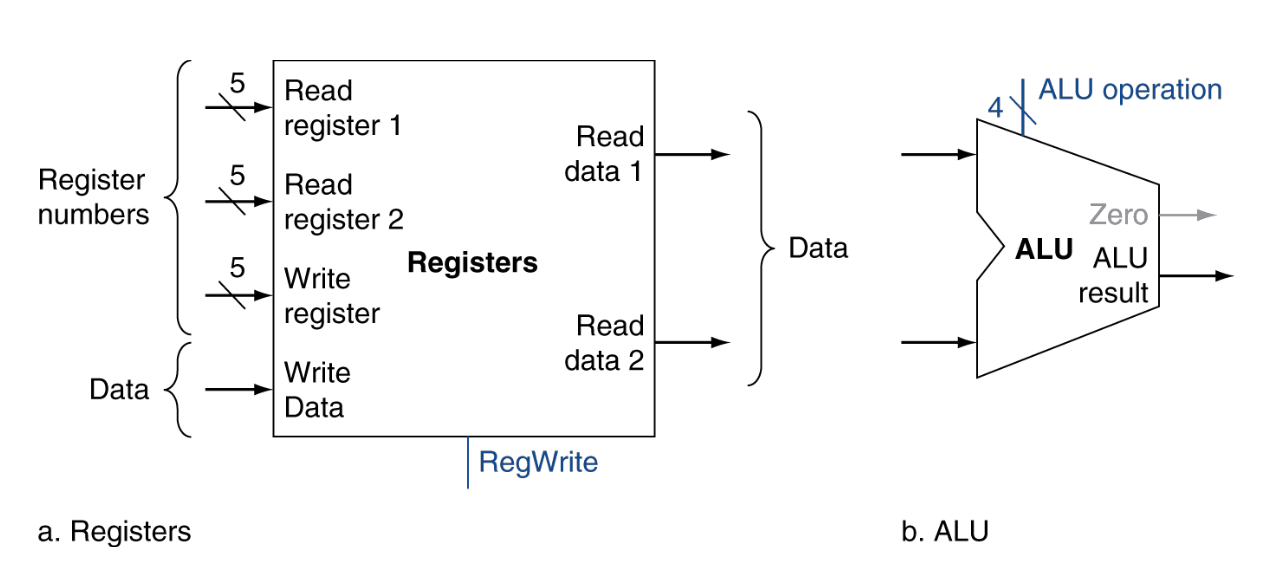 Register
numbers
Data
5
Read
register 1
5
Read
register 2
5
Write
register
Write
Data
Registers
Read
data 1
Read
data 2
RegWrite
Data
4
ALU operation
Zero
ALU
ALU
result
a. Registers
b. ALU